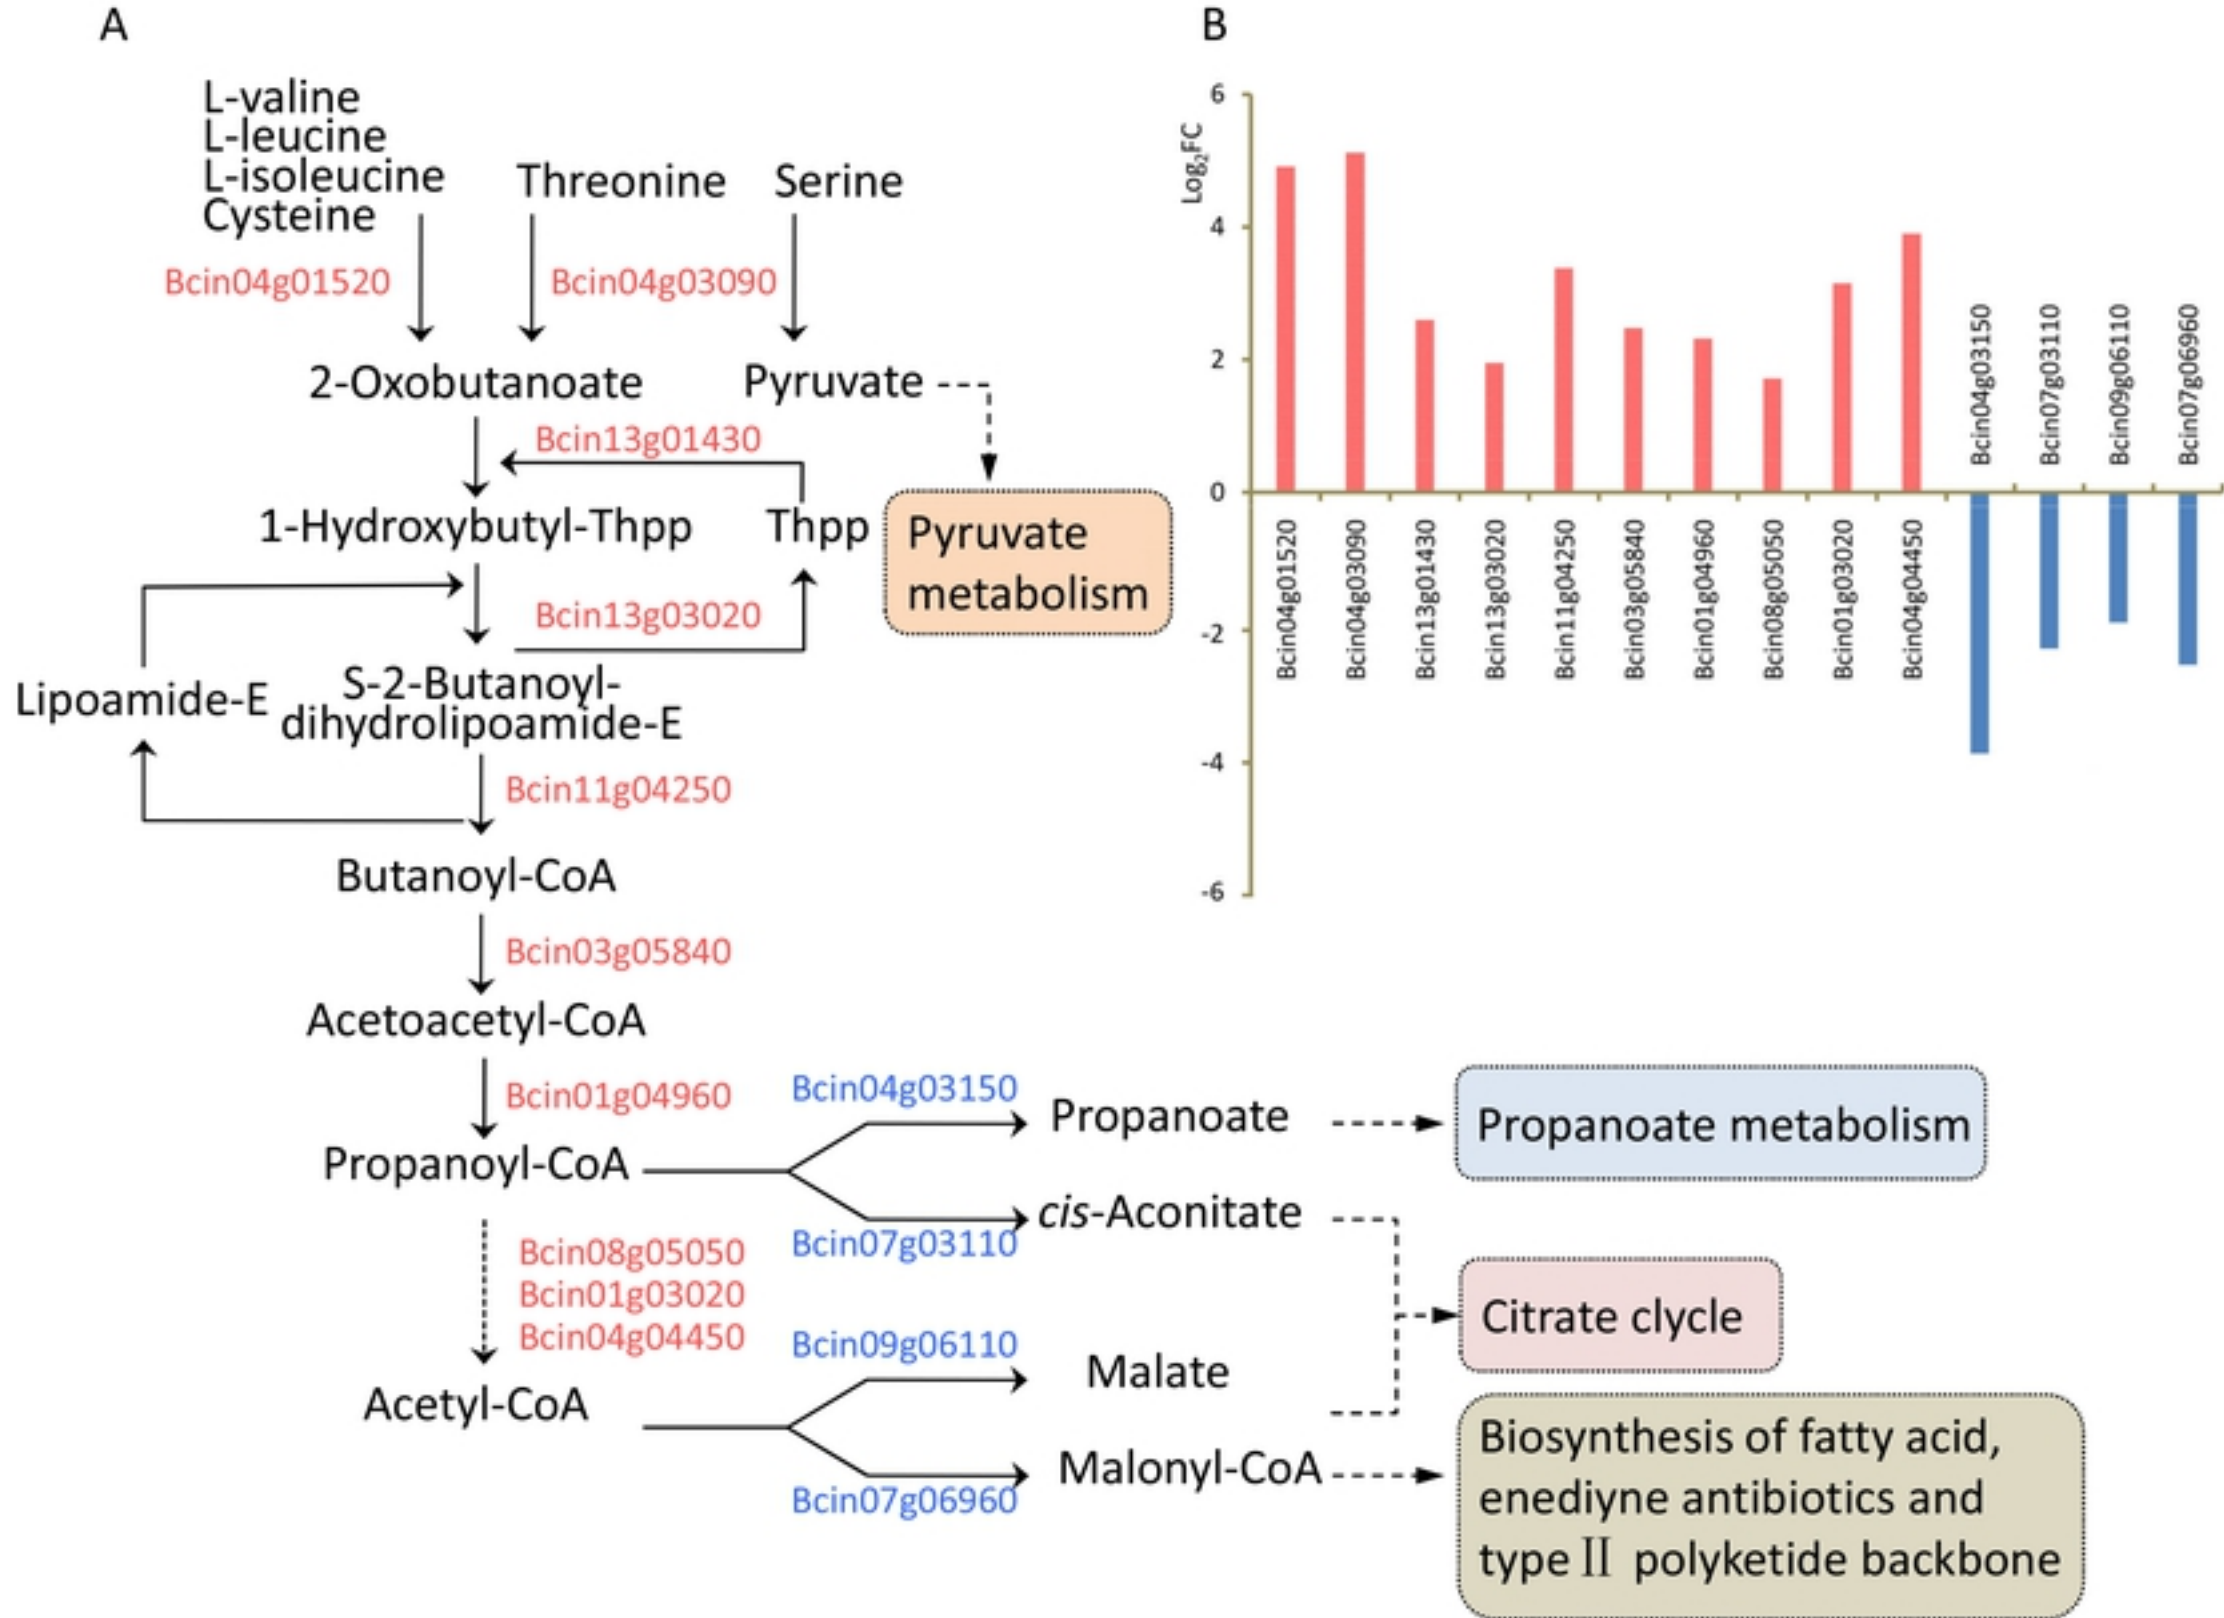 A
L-valine
L-leucine
L-isoleucine
Cysteine
Threonine
Serine
Bcin04g01520
Bcin04g03090
2-Oxobutanoate
Pyruvate
Bcin13g01430
1-Hydroxybutyl-Thpp
Thpp
Pyruvate
metabolism
Bcin13g03020
Lipoamide-E
S-2-Butanoyl-
dihydrolipoamide-E
Bcin11g04250
Butanoyl-CoA
Bcin03g05840
Acetoacetyl-CoA
Bcin01g04960
Bcin04g03150
Propanoate
Propanoate metabolism
Propanoyl-CoA
cis-Aconitate
Bcin07g03110
Bcin08g05050
Bcin01g03020
Bcin04g04450
Citrate clycle
Bcin09g06110
Malate
Acetyl-CoA
Malonyl-CoA
Bcin07g06960
Biosynthesis of fatty acid,
enediyne antibiotics and
type II polyketide backbone
B
Log2FC
6
4
2
0
-2
-4
-6
Bcin04g01520
Bcin04g03090
Bcin13g01430
Bcin13g03020
Bcin11g04250
Bcin03g05840
Bcin01g04960
Bcin08g05050
Bcin01g03020
Bcin04g04450
Bcin04g03150
Bcin07g03110
Bcin09g06110
Bcin07g06960